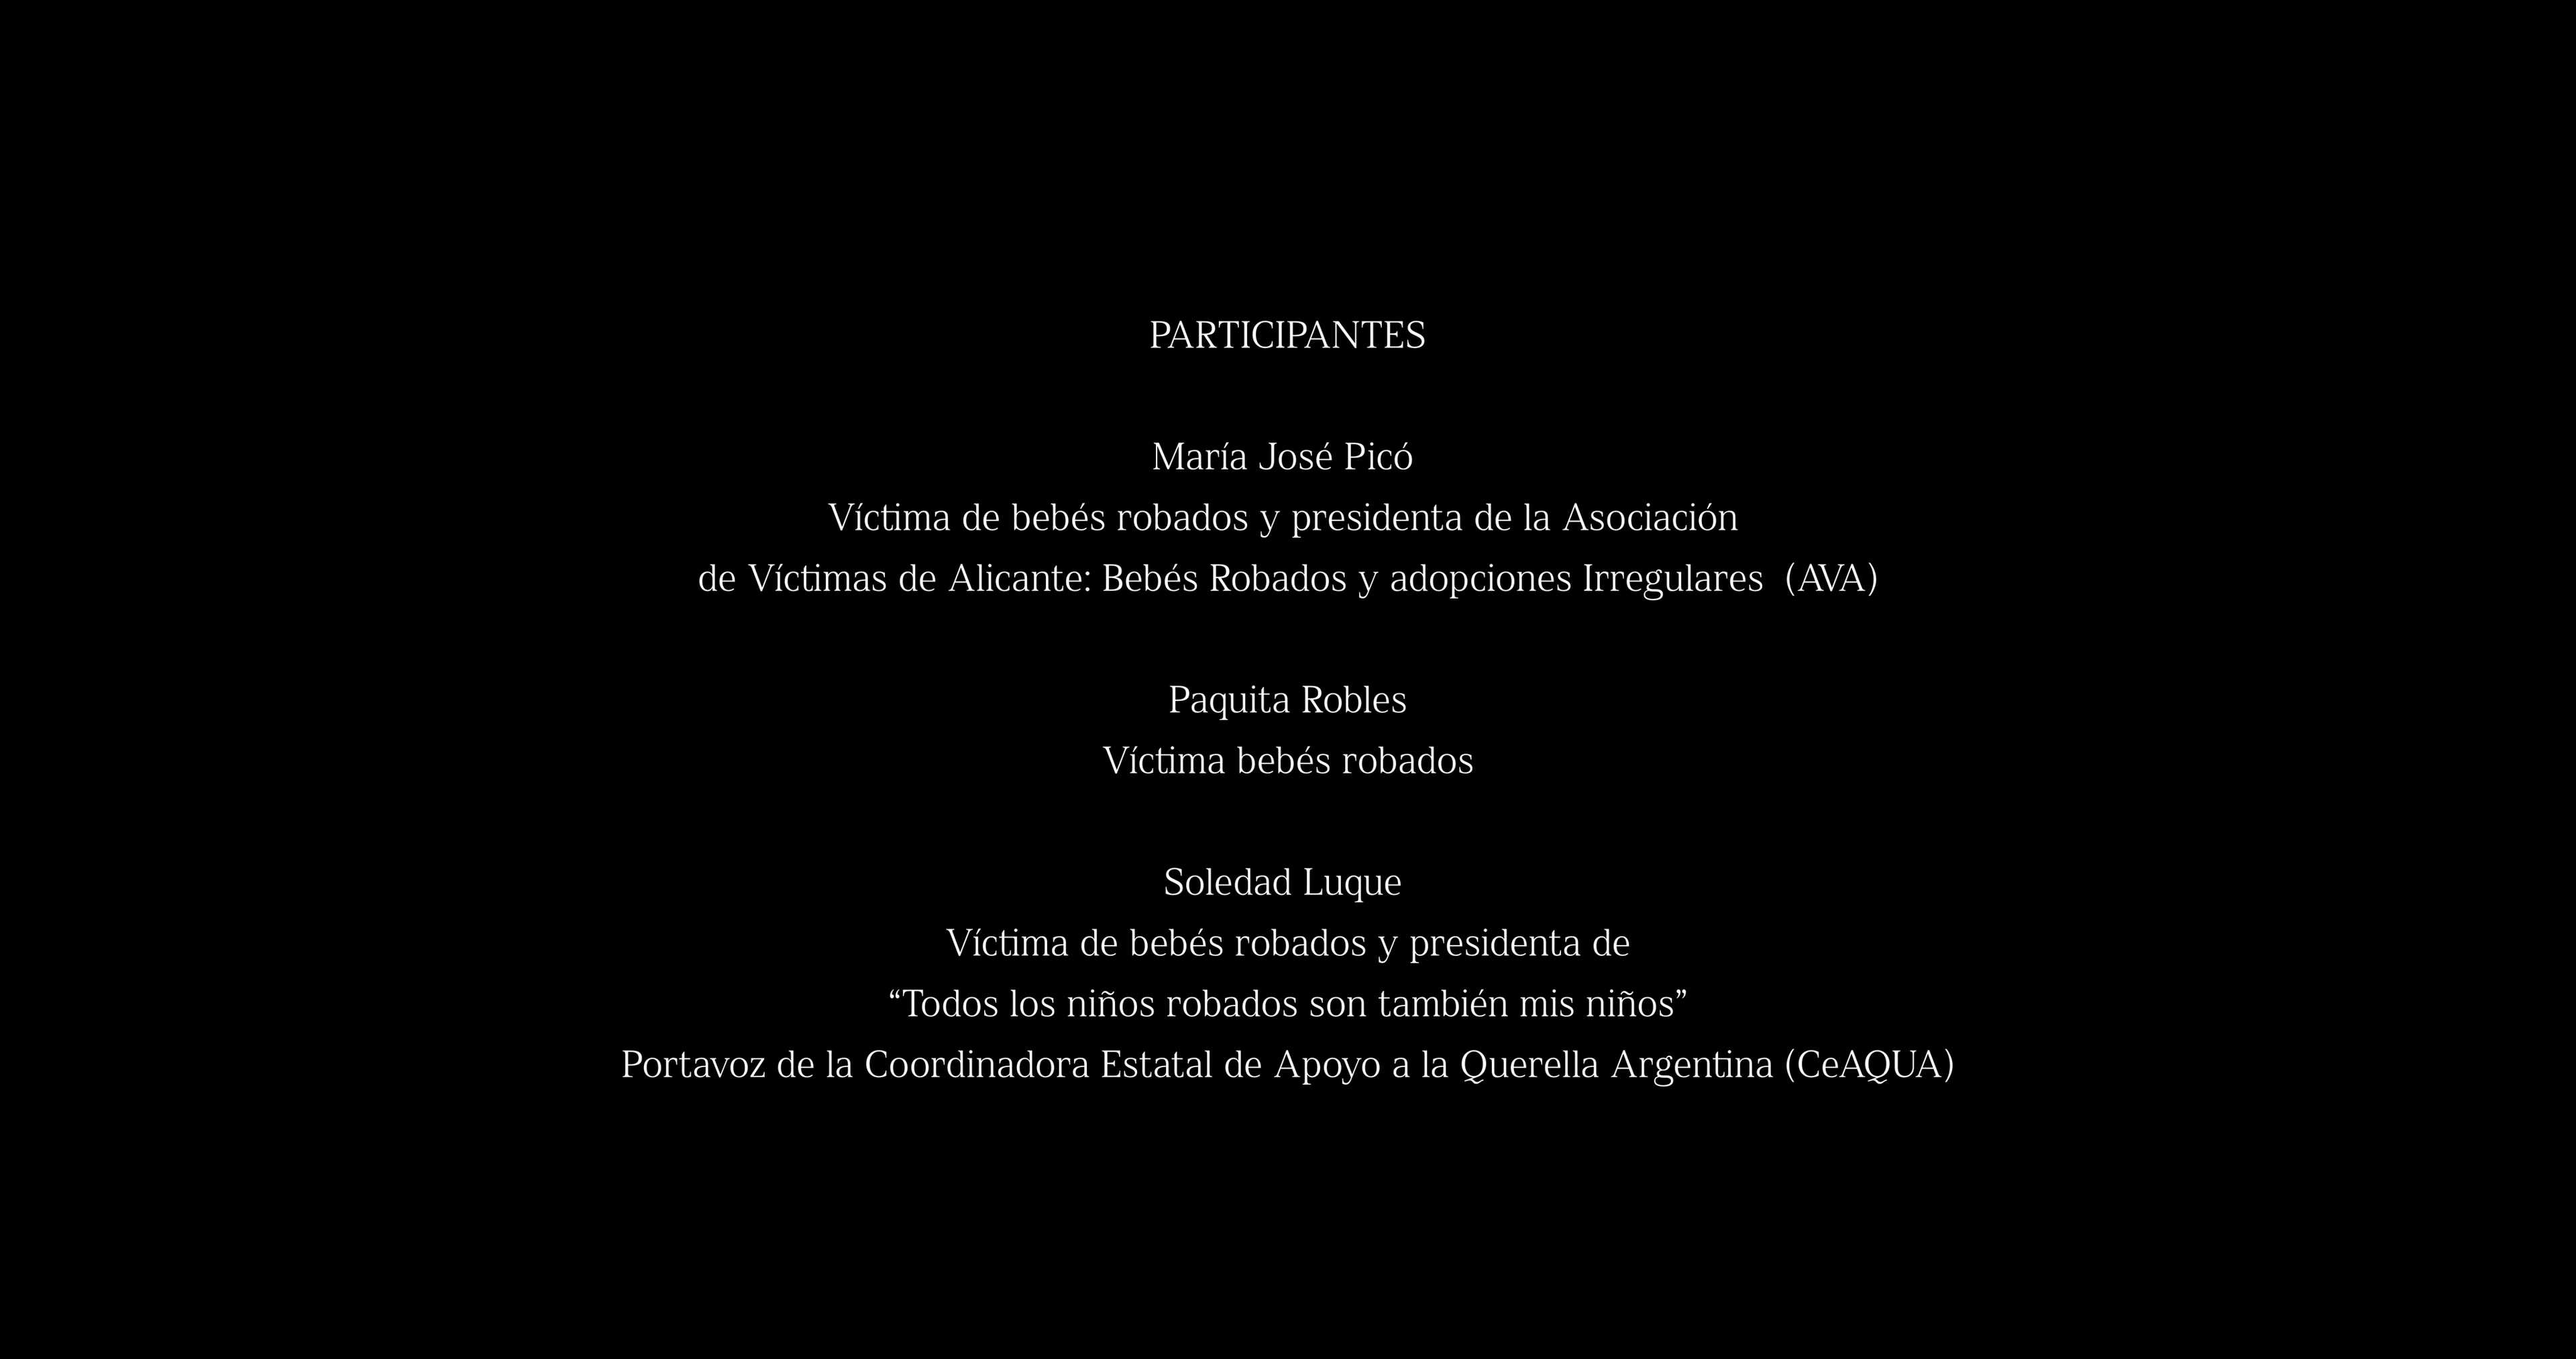 PARTICIPANTES
María José Picó
Víctima de bebés robados y presidenta de la Asociación
de Víctimas de Alicante: Bebés Robados y adopciones Irregulares (AVA)
Paquita Robles
Víctima bebés robados
Soledad Luque
Víctima de bebés robados y presidenta de
“Todos los niños robados son también mis niños”
Portavoz de la Coordinadora Estatal de Apoyo a la Querella Argentina (CeAQUA)